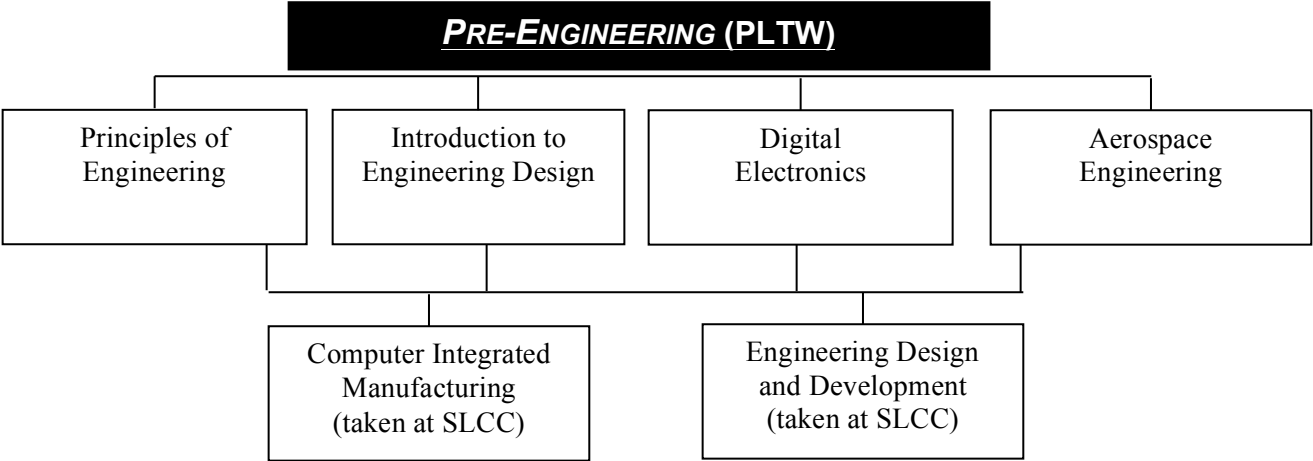 PRE-ENGINEERING (PLTW)
Principles of
Engineering
Introduction to
Engineering Design
Digital
Electronics
Aerospace
Engineering
Computer Integrated
Manufacturing
(taken at SLCC)
Engineering Design
and Development
(taken at SLCC)